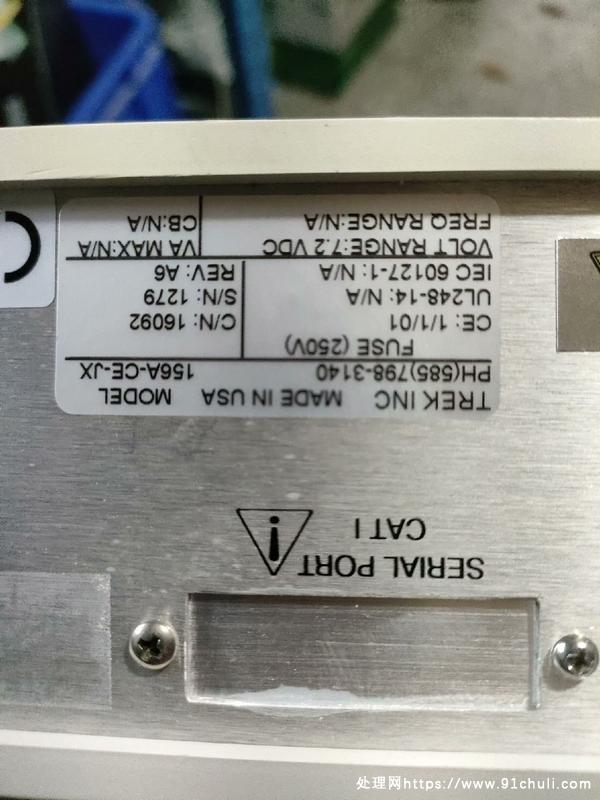 SERIAL PORT
CAT I
TREK INC MADE IN USA MODEL
PH(585)798-3140 156A-CE-JX
FUSE (250V)
CE: 1/1/01
UL248-14: N/A
IEC 60127-1: N/A
C/N: 16092
S/N: 1279
REV: A6
VOLT RANGE:7.2 VDC VA MAX:N/A
FREQ RANGE:N/A CB:N/A
处理网https://www.91chuli.com